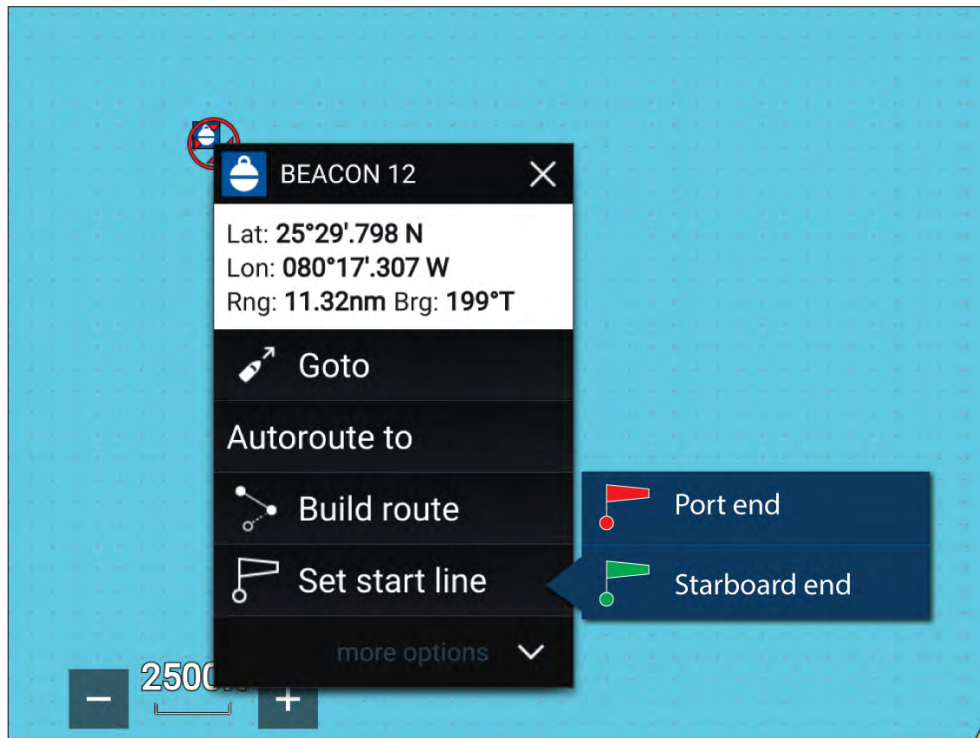 BEACON 12
Lat: 25°29'.798 N
Lon: 080°17'.307 W
Rng: 11.32nm Brg: 199°T
Goto
Autoroute to
Build route
Set start line
Port end
Starboard end
more options
2500